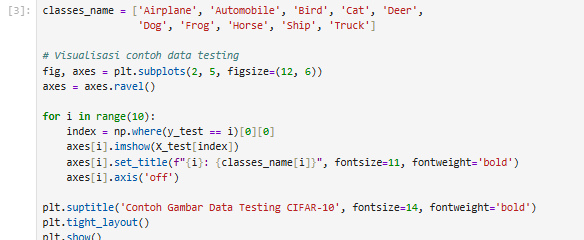 [3]: classes_name = ['Airplane', 'Automobile', 'Bird', 'Cat', 'Deer',
'Dog', 'Frog', 'Horse', 'Ship', 'Truck']
# Visualisasi contoh data testing
fig, axes = plt.subplots(2, 5, figsize=(12, 6))
axes = axes.ravel()
for i in range(10):
index = np.where(y_test == i)[0][0]
axes[i].imshow(X_test[index])
axes[i].set_title(f"{i}: {classes_name[i]}", fontsize=11, fontweight='bold')
axes[i].axis('off')
plt.suptitle('Contoh Gambar Data Testing CIFAR-10', fontsize=14, fontweight='bold')
plt.tight_layout()
plt.show()